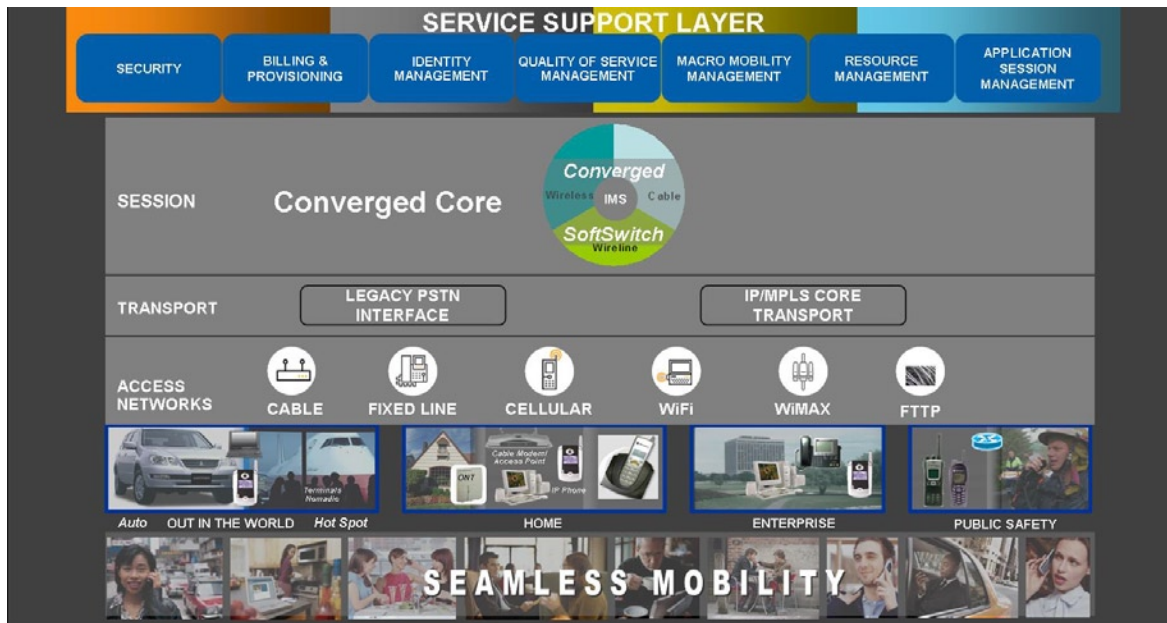 SERVICE SUPPORT LAYER
SECURITY
BILLING &
PROVISIONING
IDENTITY
MANAGEMENT
QUALITY OF SERVICE
MANAGEMENT
MACRO MOBILITY
MANAGEMENT
RESOURCE
MANAGEMENT
APPLICATION
SESSION
MANAGEMENT
SESSION
Converged Core
Converged
Wireless
IMS
Cable
SoftSwitch
Wireline
TRANSPORT
LEGACY PSTN
INTERFACE
IP/MPLS CORE
TRANSPORT
ACCESS
NETWORKS
CABLE
FIXED LINE
CELLULAR
WiFi
WiMAX
FTTP
Terminals
Nomadic
ONT
Cable Modem/
Access Point
IP Phone
Auto
OUT IN THE WORLD
Hot Spot
HOME
ENTERPRISE
PUBLIC SAFETY
SEAMLESS MOBILITY